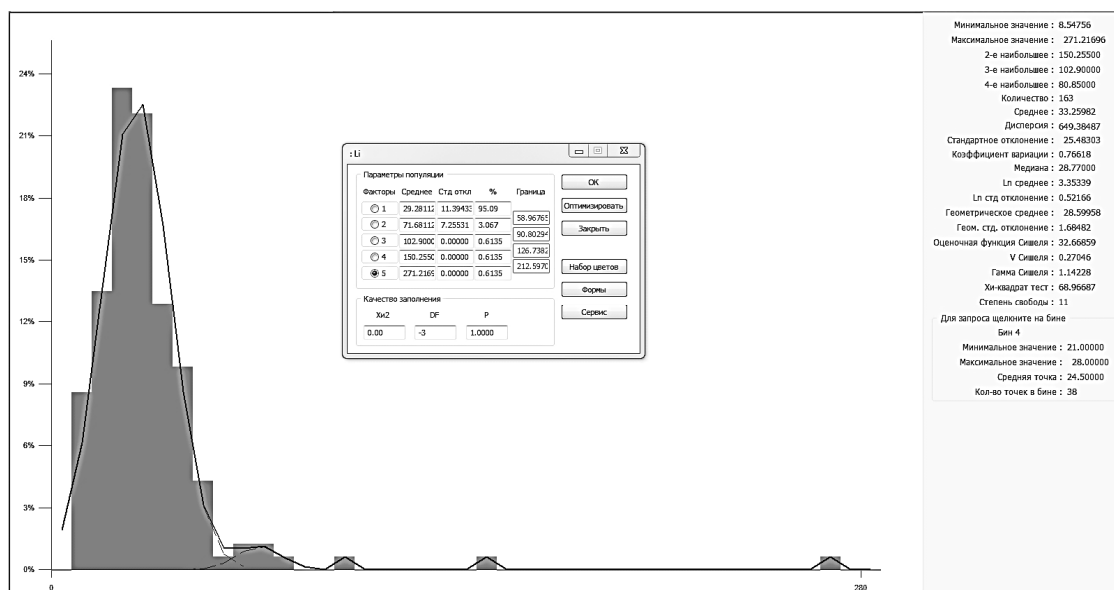 24%
21%
18%
15%
12%
9%
6%
3%
0%
0
280
: Li
Параметры популяции
Факторы Среднее Стд откл % Граница
1 29.28112 11.39433 95.09
58.96765
2 71.68112 7.25531 3.067
90.80294
3 102.9000 0.00000 0.6135
126.7382
4 150.2550 0.00000 0.6135
212.5970
5 271.2169 0.00000 0.6135
Качество заполнения
Хи2 DF P
0.00 -3 1.0000
OK
Оптимизировать
Закрыть
Набор цветов
Формы
Сервис
Минимальное значение : 8.54756
Максимальное значение : 271.21696
2-е наибольшее : 150.25500
3-е наибольшее : 102.90000
4-е наибольшее : 80.85000
Количество : 163
Среднее : 33.25982
Дисперсия : 649.38487
Стандартное отклонение : 25.48303
Коэффициент вариации : 0.76618
Медиана : 28.77000
Ln среднее : 3.35339
Ln стд отклонение : 0.52166
Геометрическое среднее : 28.59958
Геом. стд. отклонение : 1.68482
Оценочная функция Сишеля : 32.66859
V Сишеля : 0.27046
Гамма Сишеля : 1.14228
Хи-квадрат тест : 68.96687
Степень свободы : 11
Для запроса щелкните на бине
Бин 4
Минимальное значение : 21.00000
Максимальное значение : 28.00000
Средняя точка : 24.50000
Кол-во точек в бине : 38